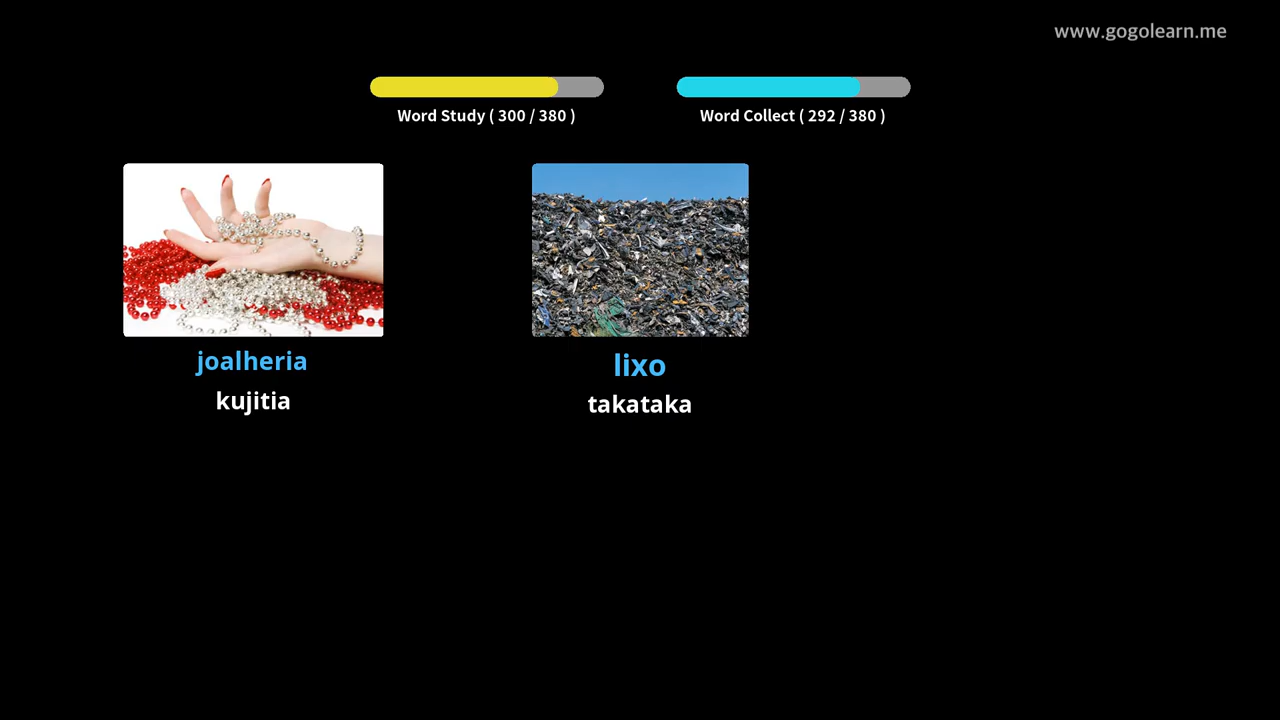 www.gogolearn.me
Word Study ( 300 / 380 )
Word Collect ( 292 / 380 )
joalheria
kujitia
lixo
takataka